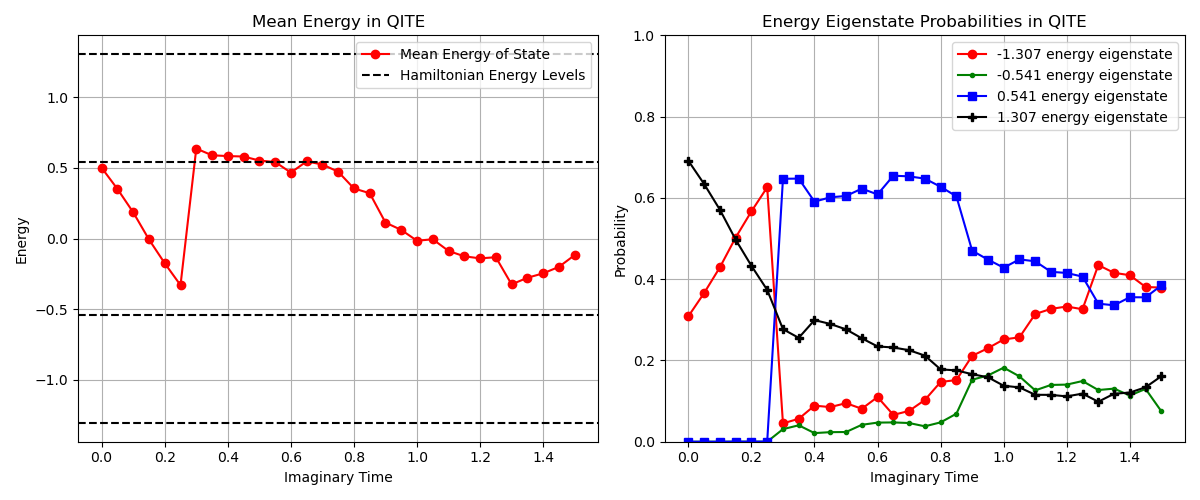 Mean Energy in QITE
Mean Energy of State
Hamiltonian Energy Levels
1.0
0.5
0.0
−0.5
−1.0
Energy
0.0 0.2 0.4 0.6 0.8 1.0 1.2 1.4
Imaginary Time
Energy Eigenstate Probabilities in QITE
-1.307 energy eigenstate
-0.541 energy eigenstate
0.541 energy eigenstate
1.307 energy eigenstate
1.0
0.8
0.6
0.4
0.2
0.0
Probability
0.0 0.2 0.4 0.6 0.8 1.0 1.2 1.4
Imaginary Time